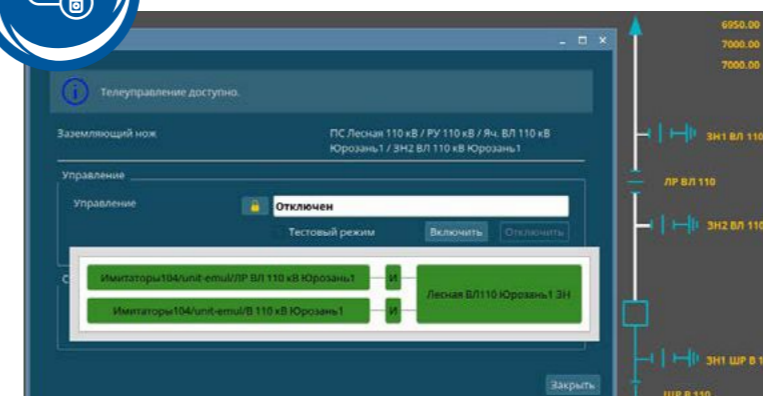 6950.00
7000.00
7000.00
Телеуправление доступно.
Заземляющий нож
ПС Лесная 110 кВ / РУ 110 кВ / Яч. ВЛ 110 кВ
Юрозань1 / ЗН2 ВЛ 110 кВ Юрозань1
Управление
Управление
Отключен
Тестовый режим
Включить
Отключить
С
Имитаторы104/unit-emul/ЛР ВЛ 110 кВ Юрозань1
И
Лесная ВЛ110 Юрозань1 ЗН
Имитаторы104/unit-emul/В 110 кВ Юрозань1
И
Закрыть
ЗН1 ВЛ 110
ЛР ВЛ 110
ЗН2 ВЛ 110
ЗН1 ШР В 1
ШР В 110